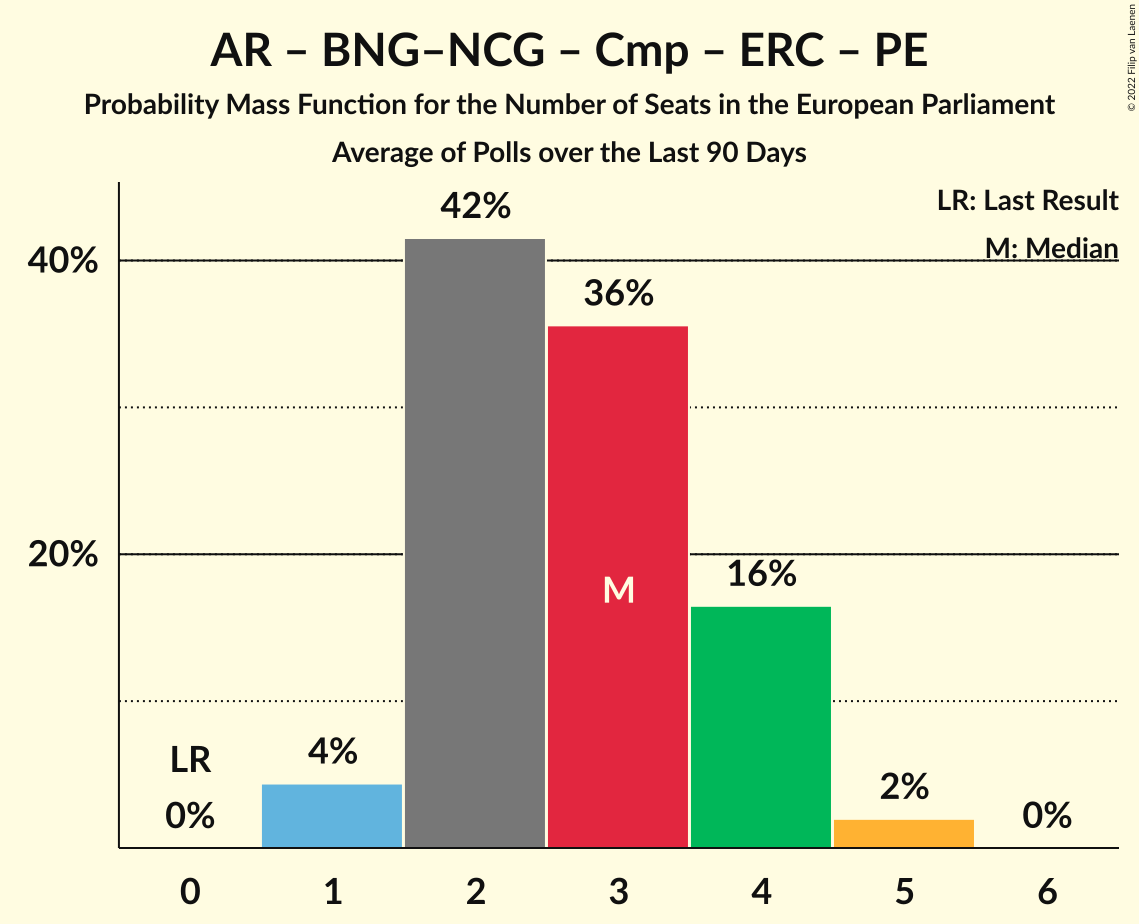 AR – BNG–NCG – Cmp – ERC – PE
Probability Mass Function for the Number of Seats in the European Parliament
Average of Polls over the Last 90 Days
© 2022 Filip van Laenen
LR: Last Result
M: Median
42%
40%
36%
20%
16%
M
LR
4%
2%
0%
0%
0 1 2 3 4 5 6